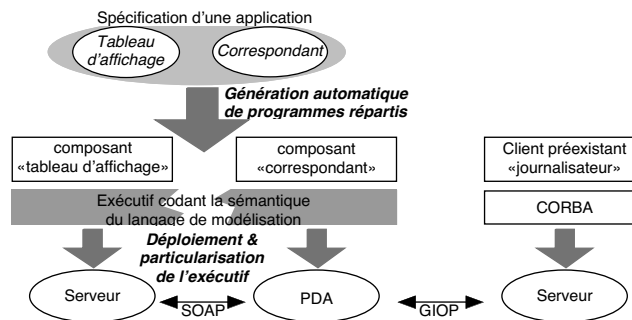 Spécification d'une application
Tableau
d'affichage
Correspondant
Génération automatique
de programmes répartis
composant
«tableau d'affichage»
composant
«correspondant»
Client préexistant
«journalisateur»
Exécutif codant la sémantique
du langage de modélisation
CORBA
Déploiement &
particularisation
de l'exécutif
Serveur
SOAP
PDA
GIOP
Serveur